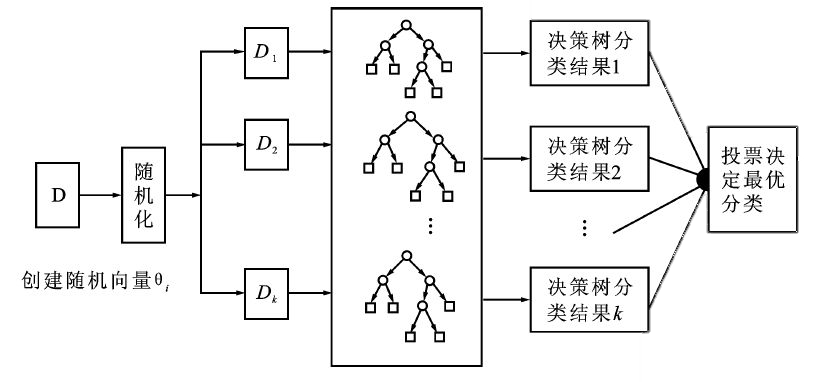 D
随
机
化
创建随机向量θi
D1
D2
Dk
⋮
决策树分
类结果1
决策树分
类结果2
⋮
决策树分
类结果k
投票决
定最优
分类